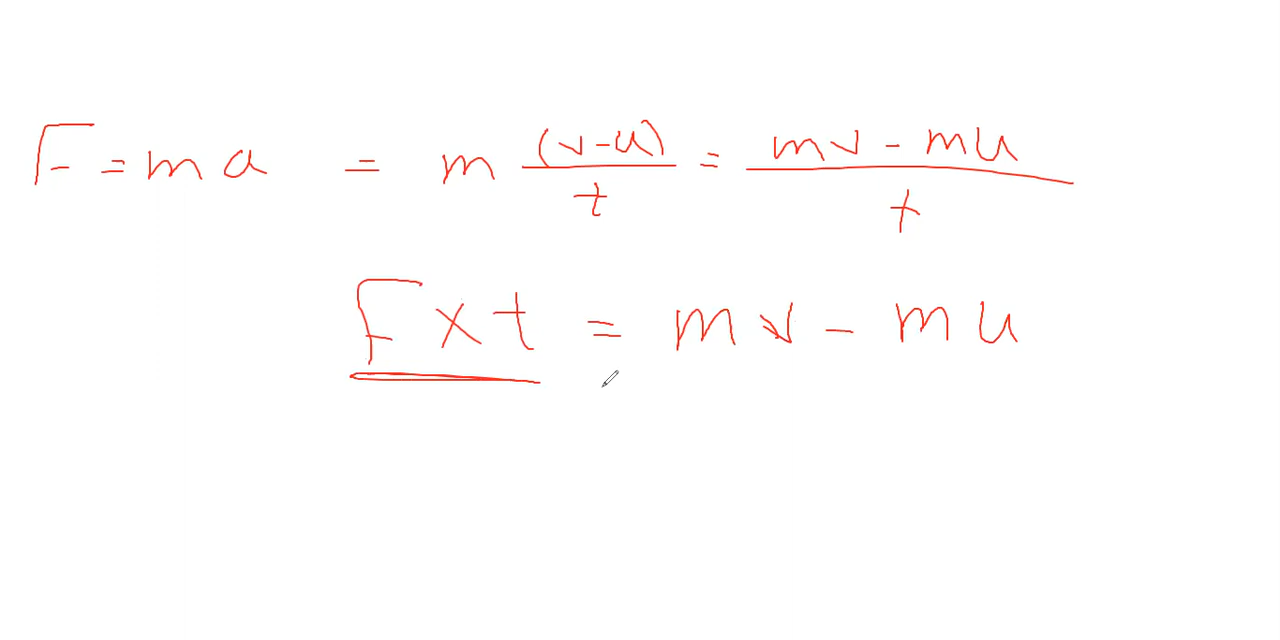 F = ma = m (v-u)/t = mv - mu/t
F x t = mv - mu